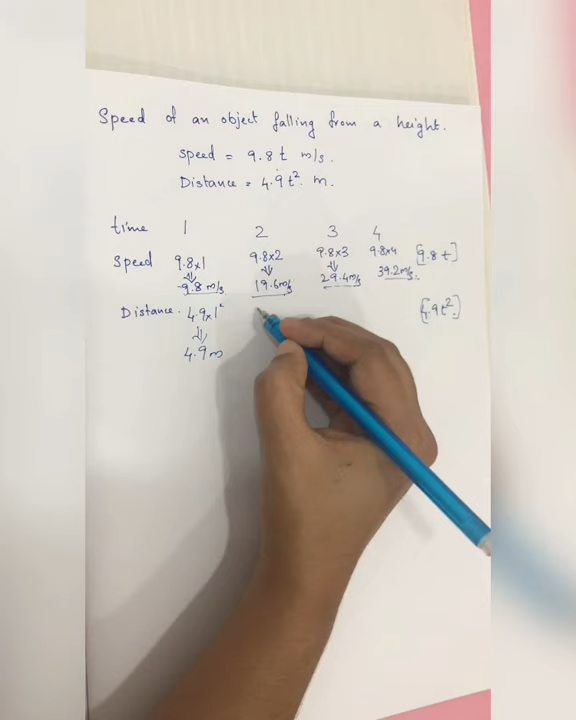 Speed of an object falling from a height.
speed = 9.8 t m/s.
Distance = 4.9 t². m.
time 1 2 3 4
speed 9.8x1 9.8x2 9.8x3 9.8x4 [9.8 t]
⇓ ⇓ ⇓
9.8 m/s 19.6m/s 29.4m/s 39.2m/s.
Distance. 4.9x1² [4.9t².]
⇓
4.9m